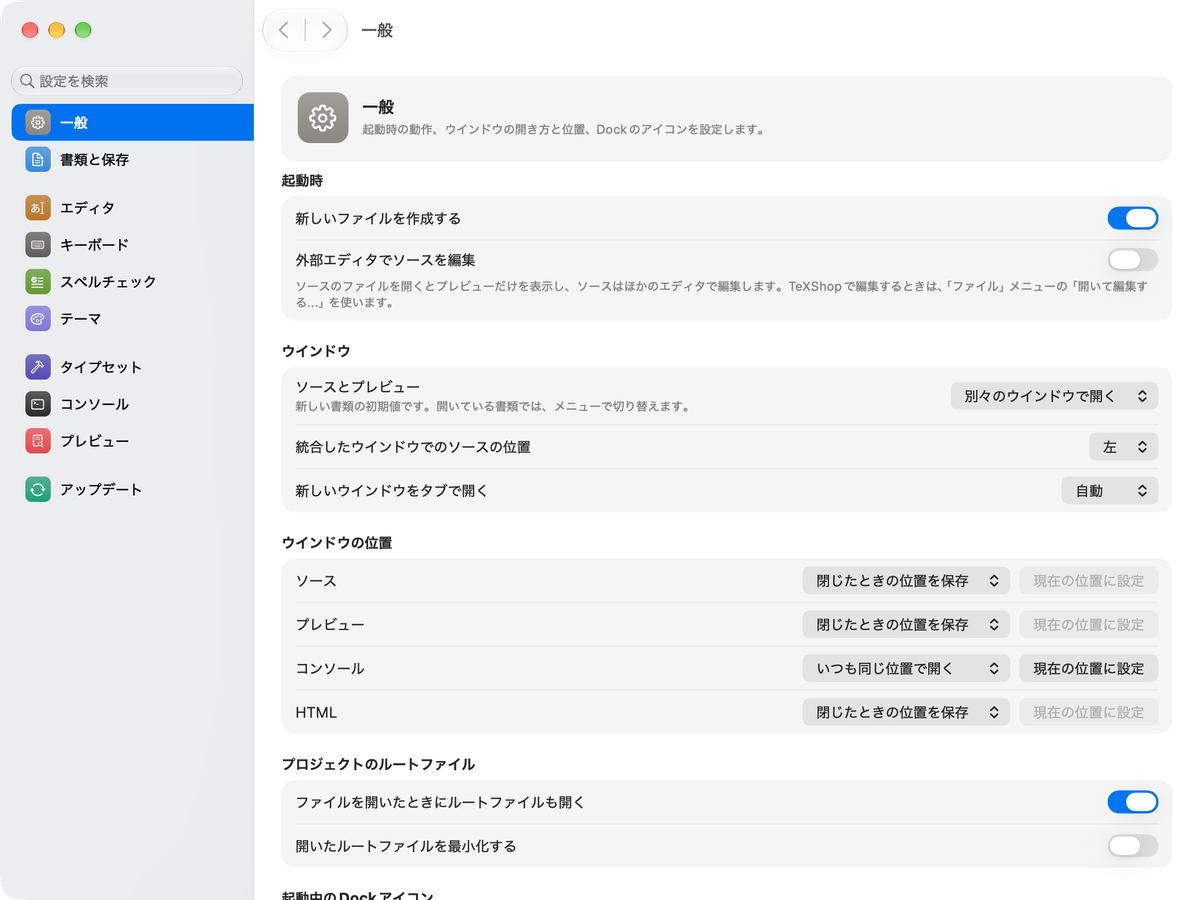 一般
設定を検索
一般
書類と保存
エディタ
キーボード
スペルチェック
テーマ
タイプセット
コンソール
プレビュー
アップデート
一般
起動時の動作、ウインドウの開き方と位置、Dockのアイコンを設定します。
起動時
新しいファイルを作成する
外部エディタでソースを編集
ソースのファイルを開くとプレビューだけを表示し、ソースはほかのエディタで編集します。TeXShopで編集するときは、「ファイル」メニューの「開いて編集す
る…」を使います。
ウインドウ
ソースとプレビュー
新しい書類の初期値です。開いている書類では、メニューで切り替えます。
別々のウインドウで開く
統合したウインドウでのソースの位置
左
新しいウインドウをタブで開く
自動
ウインドウの位置
ソース
閉じたときの位置を保存
現在の位置に設定
プレビュー
閉じたときの位置を保存
現在の位置に設定
コンソール
いつも同じ位置で開く
現在の位置に設定
HTML
閉じたときの位置を保存
現在の位置に設定
プロジェクトのルートファイル
ファイルを開いたときにルートファイルも開く
開いたルートファイルを最小化する
起動中のDockアイコン